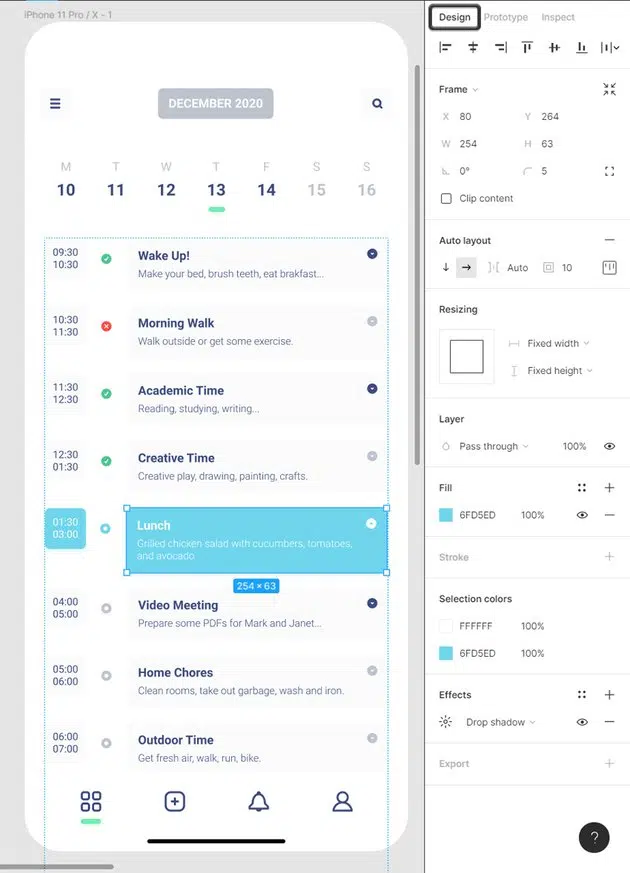 iPhone 11 Pro / X - 1
DECEMBER 2020
M T W T F S S
10 11 12 13 14 15 16
09:30
10:30
Wake Up!
Make your bed, brush teeth, eat brakfast...
10:30
11:30
Morning Walk
Walk outside or get some exercise.
11:30
12:30
Academic Time
Reading, studying, writing...
12:30
01:30
Creative Time
Creative play, drawing, painting, crafts.
01:30
03:00
Lunch
Grilled chicken salad with cucumbers, tomatoes,
and avocado.
254 × 63
04:00
05:00
Video Meeting
Prepare some PDFs for Mark and Janet...
05:00
06:00
Home Chores
Clean rooms, take out garbage, wash and iron.
06:00
07:00
Outdoor Time
Get fresh air, walk, run, bike.
Design Prototype Inspect
Frame
X 80 Y 264
W 254 H 63
0° 5
Clip content
Auto layout
Auto 10
Resizing
Fixed width
Fixed height
Layer
Pass through 100%
Fill
6FD5ED 100%
Stroke
Selection colors
FFFFFF 100%
6FD5ED 100%
Effects
Drop shadow
Export
?